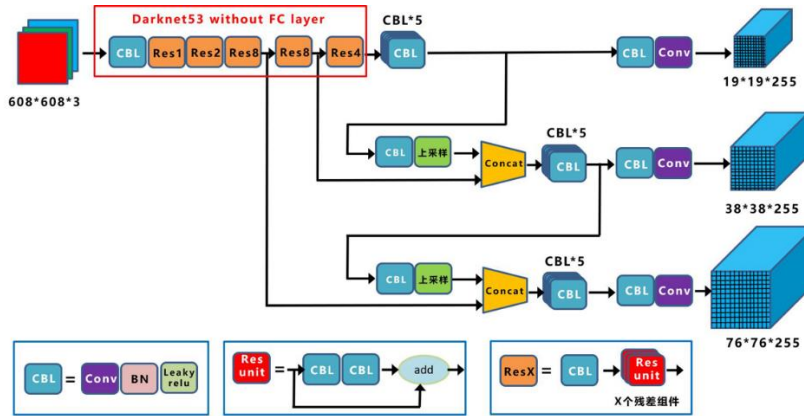 Darknet53 without FC layer
CBL*5
CBL Res1 Res2 Res8 Res8 Res4 CBL CBL Conv
608*608*3
19*19*255
CBL*5
CBL 上采样 Concat CBL CBL Conv
38*38*255
CBL*5
CBL 上采样 Concat CBL CBL Conv
76*76*255
CBL = Conv BN Leaky relu
Res unit = CBL CBL add
ResX = CBL Res unit
X个残差组件